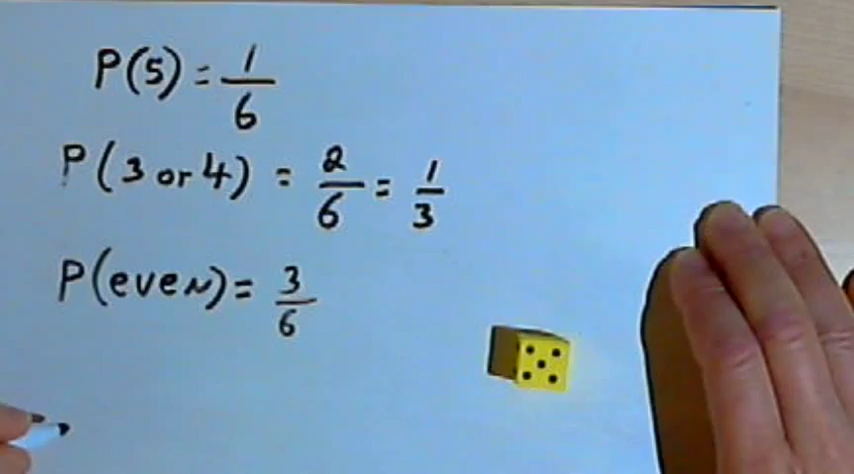 P(5) = 1/6
P(3 or 4) = 2/6 = 1/3
P(even) = 3/6